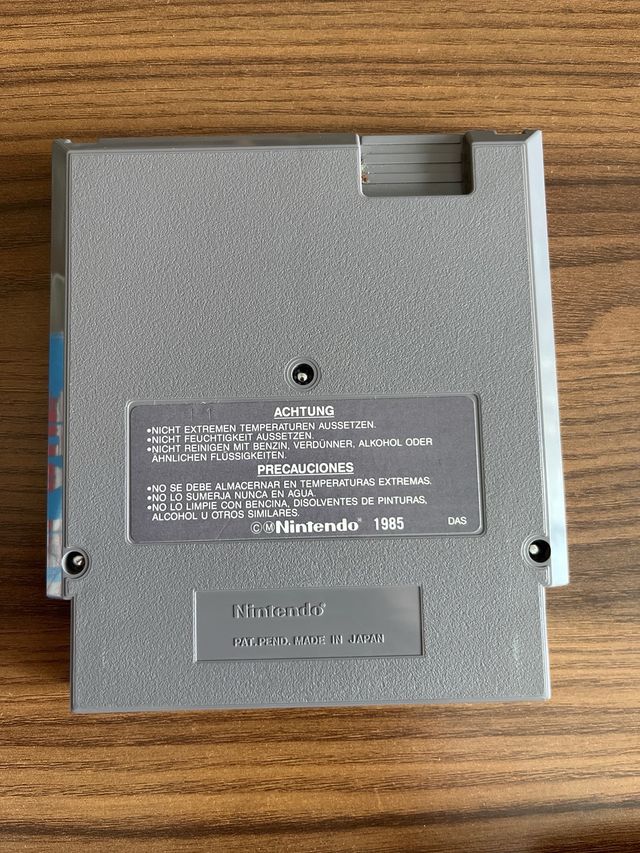 11
ACHTUNG
•NICHT EXTREMEN TEMPERATUREN AUSSETZEN.
•NICHT FEUCHTIGKEIT AUSSETZEN.
•NICHT REINIGEN MIT BENZIN, VERDÜNNER, ALKOHOL ODER
ÄHNLICHEN FLÜSSIGKEITEN.
PRECAUCIONES
•NO SE DEBE ALMACERNAR EN TEMPERATURAS EXTREMAS.
•NO LO SUMERJA NUNCA EN AGUA.
•NO LO LIMPIE CON BENCINA, DISOLVENTES DE PINTURAS,
ALCOHOL U OTROS SIMILARES.
©ⓂNintendo® 1985 DAS
Nintendo®
PAT.PEND. MADE IN JAPAN